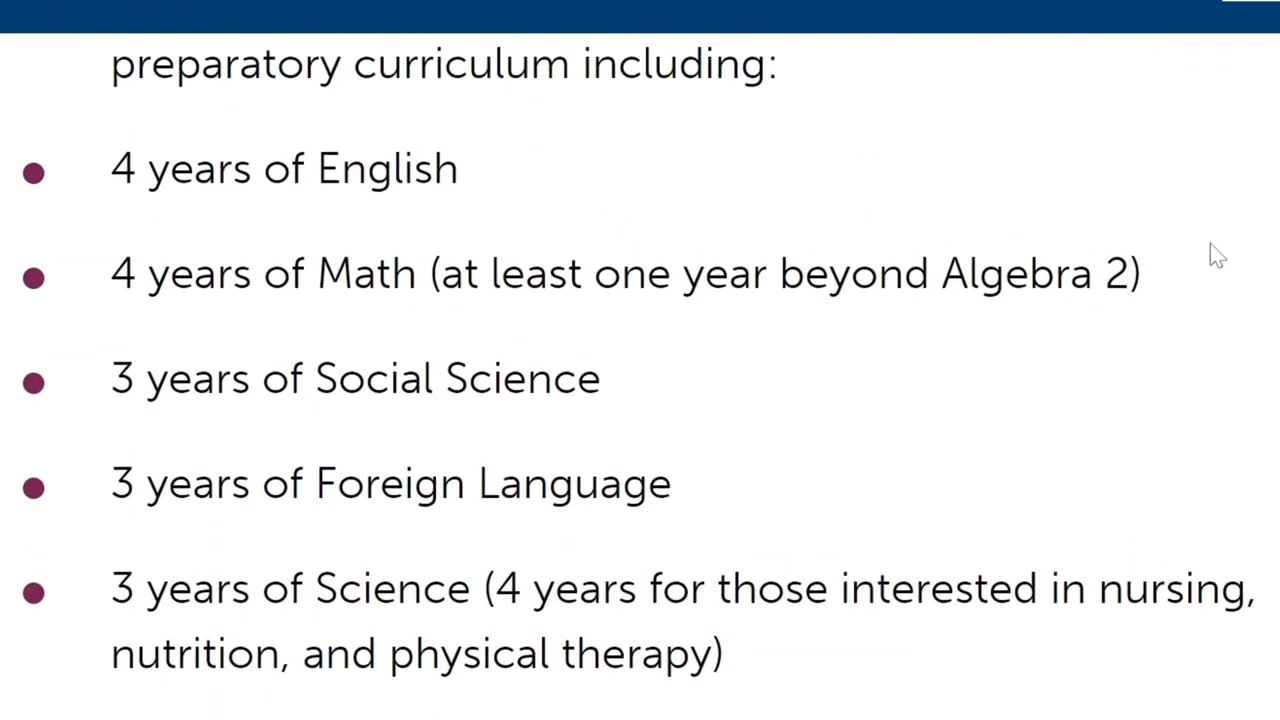 preparatory curriculum including:
4 years of English
4 years of Math (at least one year beyond Algebra 2)
3 years of Social Science
3 years of Foreign Language
3 years of Science (4 years for those interested in nursing,
nutrition, and physical therapy)